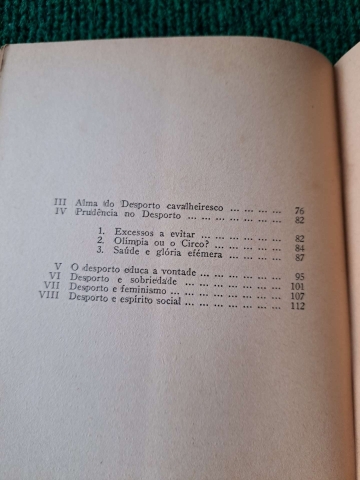 III Alma do Desporto cavalheiresco ... ... ... ... 76
IV Prudência no Desporto ... ... ... ... ... ... ... 82
1. Excessos a evitar ... ... ... ... ... ... 82
2. Olímpia ou o Circo? ... ... ... ... ... 84
3. Saúde e glória efémera ... ... ... ... 87
V O desporto educa a vontade ... ... ... ... ... ... 95
VI Desporto e sobriedade ... ... ... ... ... ... ... 101
VII Desporto e feminismo ... ... ... ... ... ... ... 107
VIII Desporto e espírito social ... ... ... ... ... ... 112